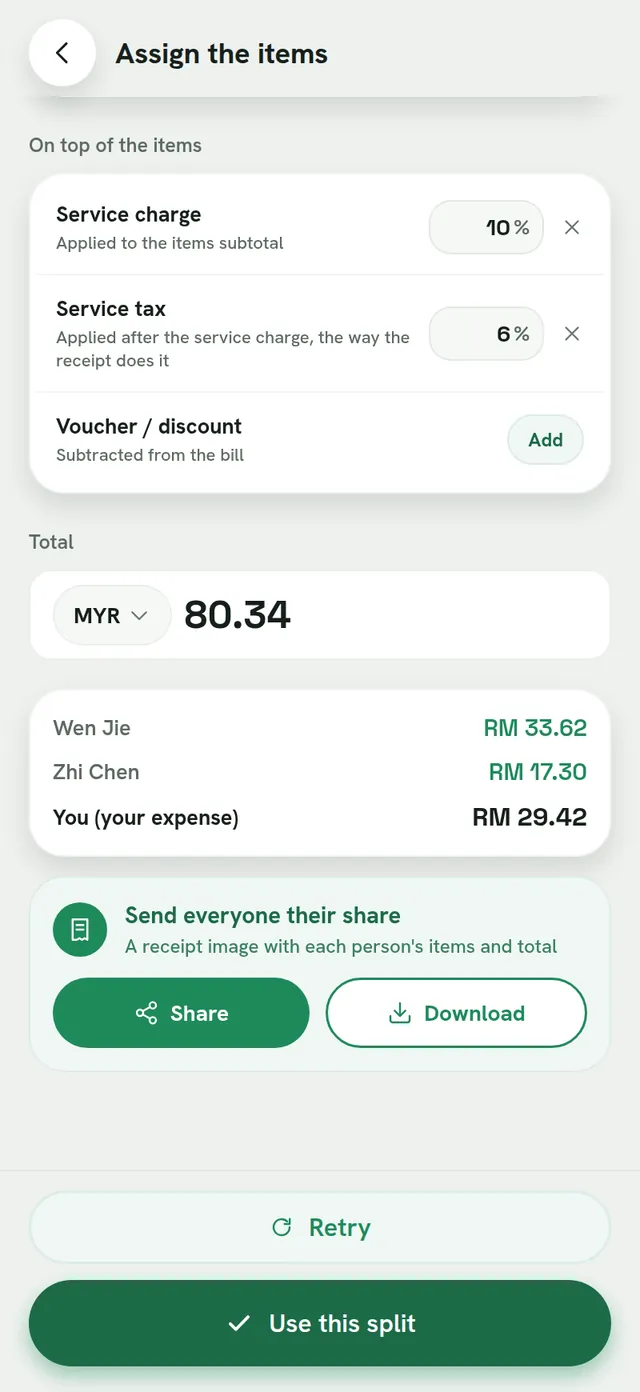 Assign the items
On top of the items
Service charge
Applied to the items subtotal
10 %
Service tax
Applied after the service charge, the way the
receipt does it
6 %
Voucher / discount
Subtracted from the bill
Add
Total
MYR 80.34
Wen Jie RM 33.62
Zhi Chen RM 17.30
You (your expense) RM 29.42
Send everyone their share
A receipt image with each person's items and total
Share Download
Retry
Use this split